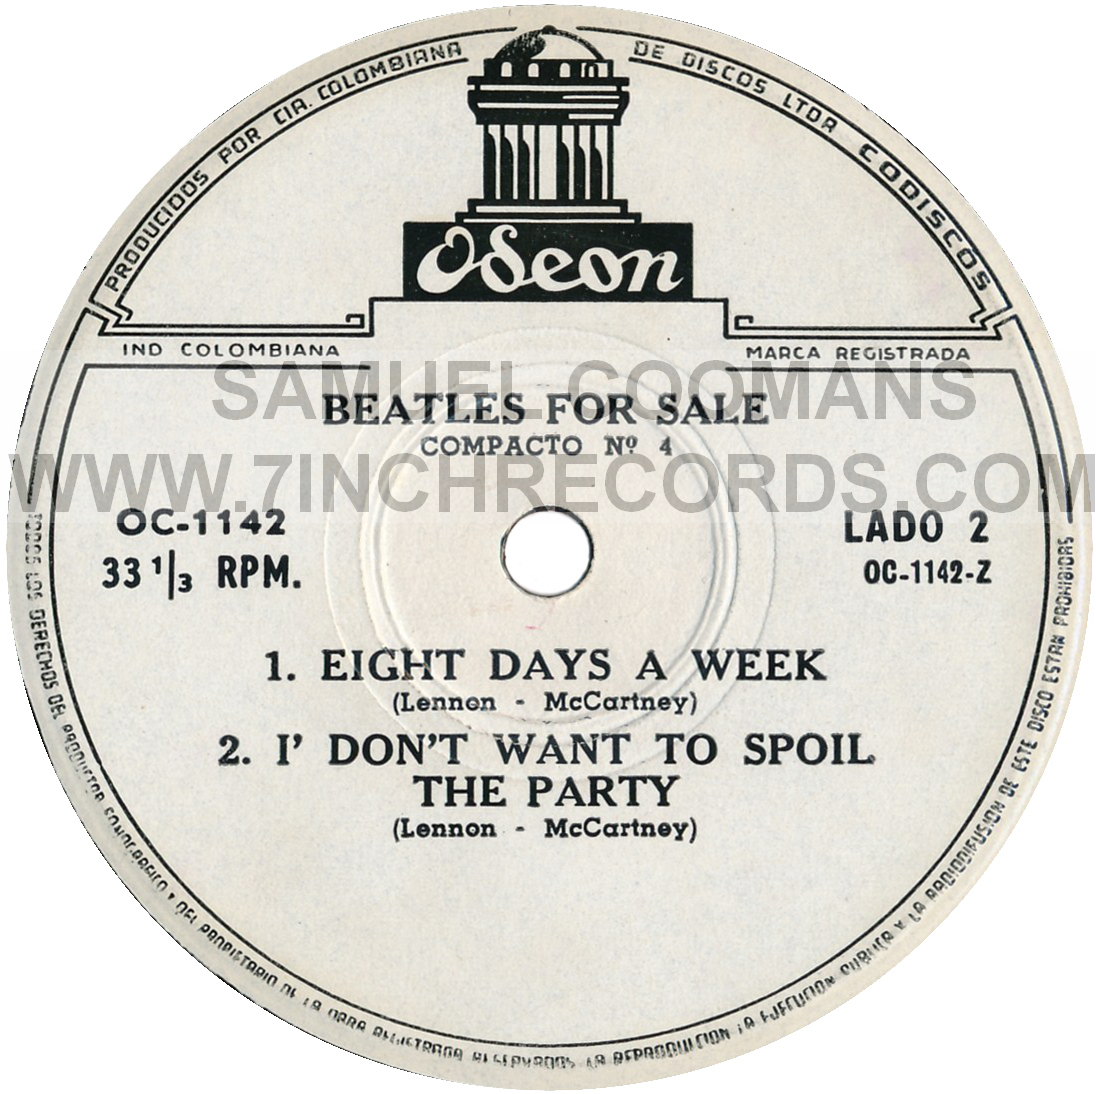 PRODUCIDOS POR CIA. COLOMBIANA DE DISCOS LTDA CODISCOS
Odeon
IND COLOMBIANA
MARCA REGISTRADA
SAMUEL COOMANS
BEATLES FOR SALE
COMPACTO Nº 4
WWW.7INCHRECORDS.COM
OC-1142
LADO 2
33 1/3 RPM.
OC-1142-Z
1. EIGHT DAYS A WEEK
(Lennon - McCartney)
2. I' DON'T WANT TO SPOIL
THE PARTY
(Lennon - McCartney)
TODOS LOS DERECHOS DEL PRODUCTOR FONOGRAFICO Y DEL PROPIETARIO DE LA OBRA REGISTRADA RESERVADOS LA REPRODUCCION LA EJECUCION PUBLICA Y LA RADIODIFUSION DE ESTE DISCO ESTAN PROHIBIDAS